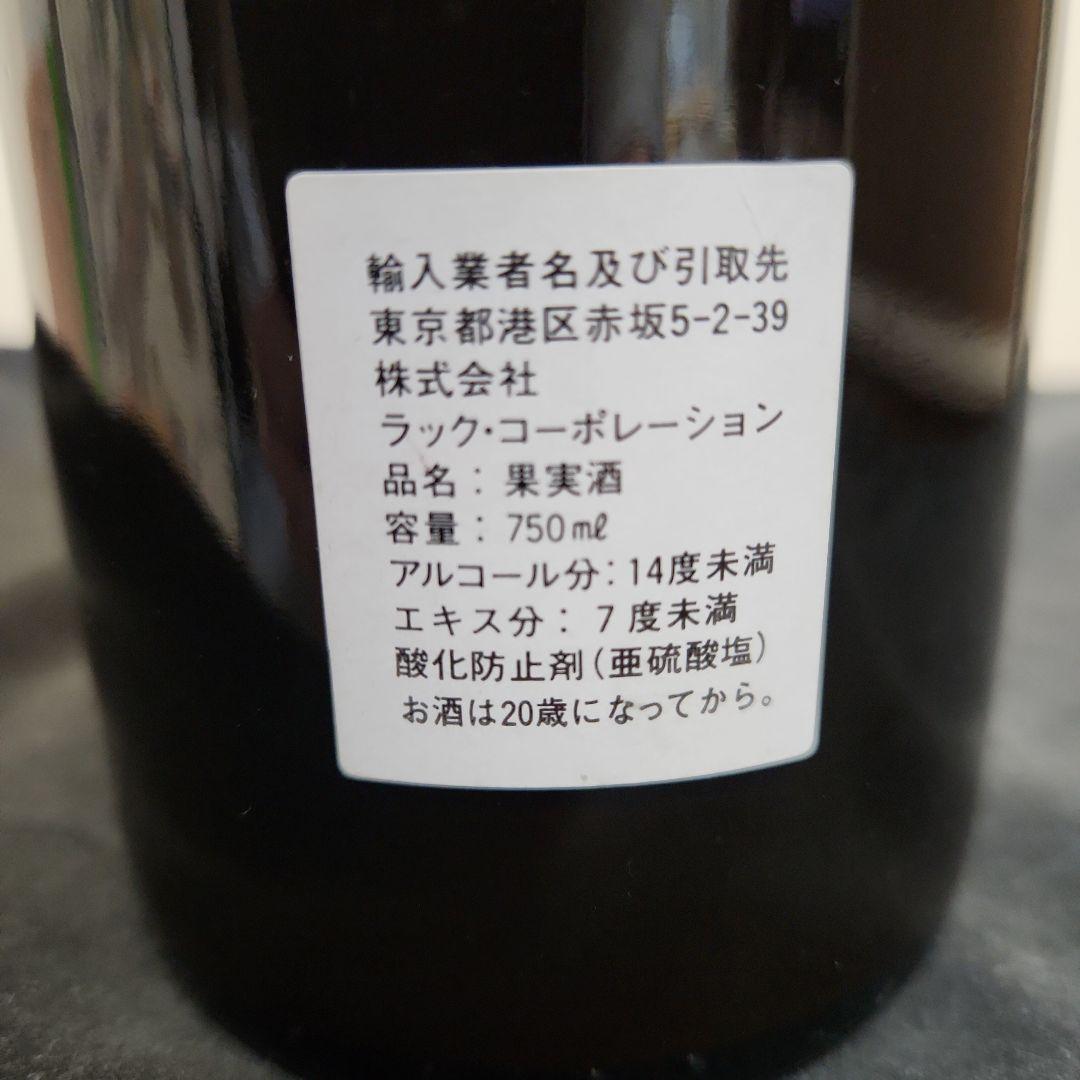 輸入業者名及び引取先
東京都港区赤坂5-2-39
株式会社
ラック・コーポレーション
品名：果実酒
容量：750㎖
アルコール分：14度未満
エキス分：7度未満
酸化防止剤(亜硫酸塩)
お酒は20歳になってから。